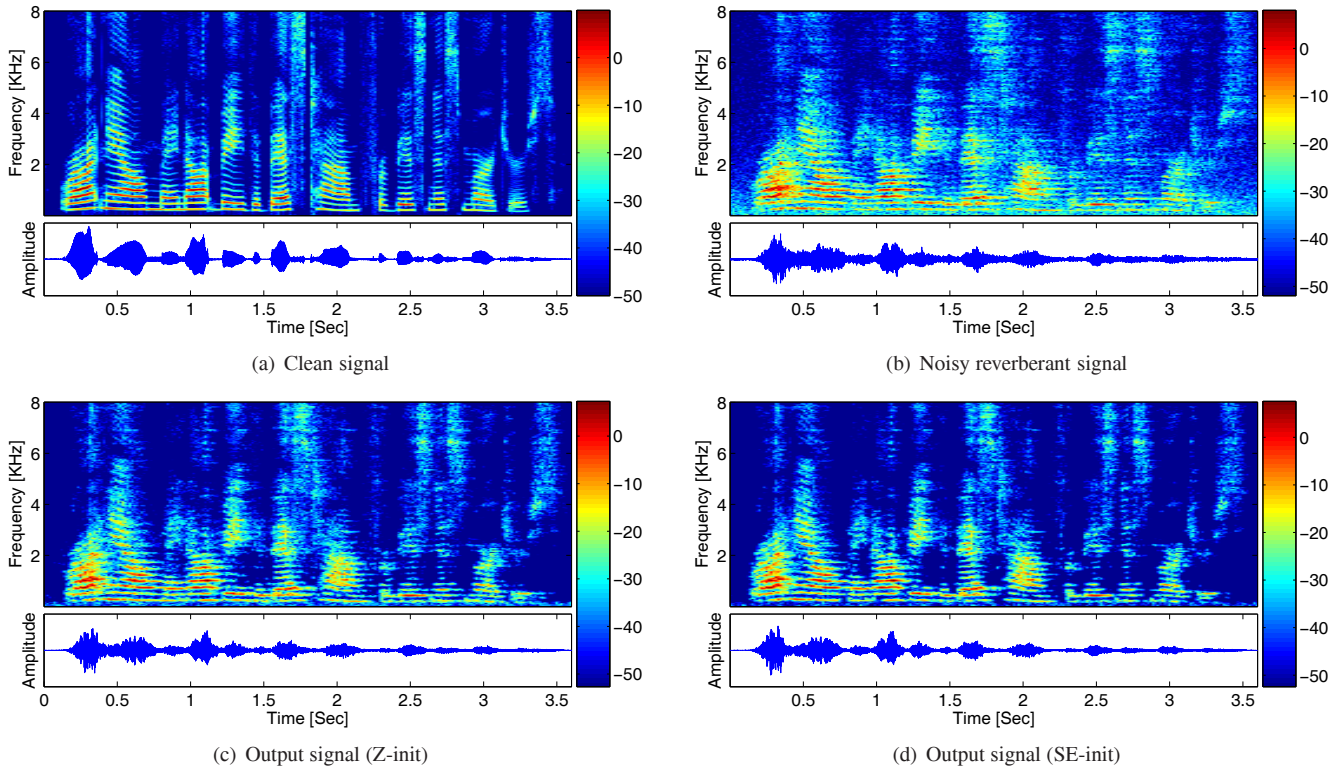 8
6
4
2
Frequency [KHz]
0
−10
−20
−30
−40
−50
Amplitude
0 0.5 1 1.5 2 2.5 3 3.5
Time [Sec]
(a) Clean signal
8
6
4
2
Frequency [KHz]
0
−10
−20
−30
−40
−50
Amplitude
0.5 1 1.5 2 2.5 3 3.5
Time [Sec]
(b) Noisy reverberant signal
8
6
4
2
Frequency [KHz]
0
−10
−20
−30
−40
−50
Amplitude
0 0.5 1 1.5 2 2.5 3 3.5
Time [Sec]
(c) Output signal (Z-init)
8
6
4
2
Frequency [KHz]
0
−10
−20
−30
−40
−50
Amplitude
0.5 1 1.5 2 2.5 3 3.5
Time [Sec]
(d) Output signal (SE-init)